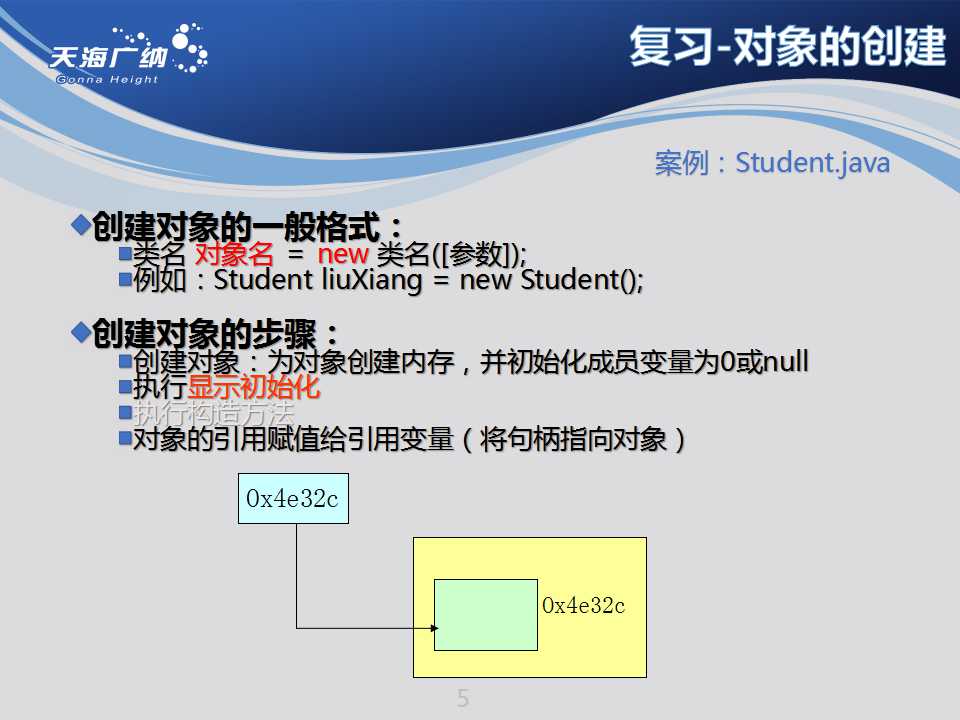 天海广纳
Gonna Height
复习-对象的创建
案例：Student.java
创建对象的一般格式：
类名 对象名 = new 类名([参数]);
例如：Student liuXiang = new Student();
创建对象的步骤：
创建对象：为对象创建内存，并初始化成员变量为0或null
执行显示初始化
执行构造方法
对象的引用赋值给引用变量（将句柄指向对象）
0x4e32c
0x4e32c
5